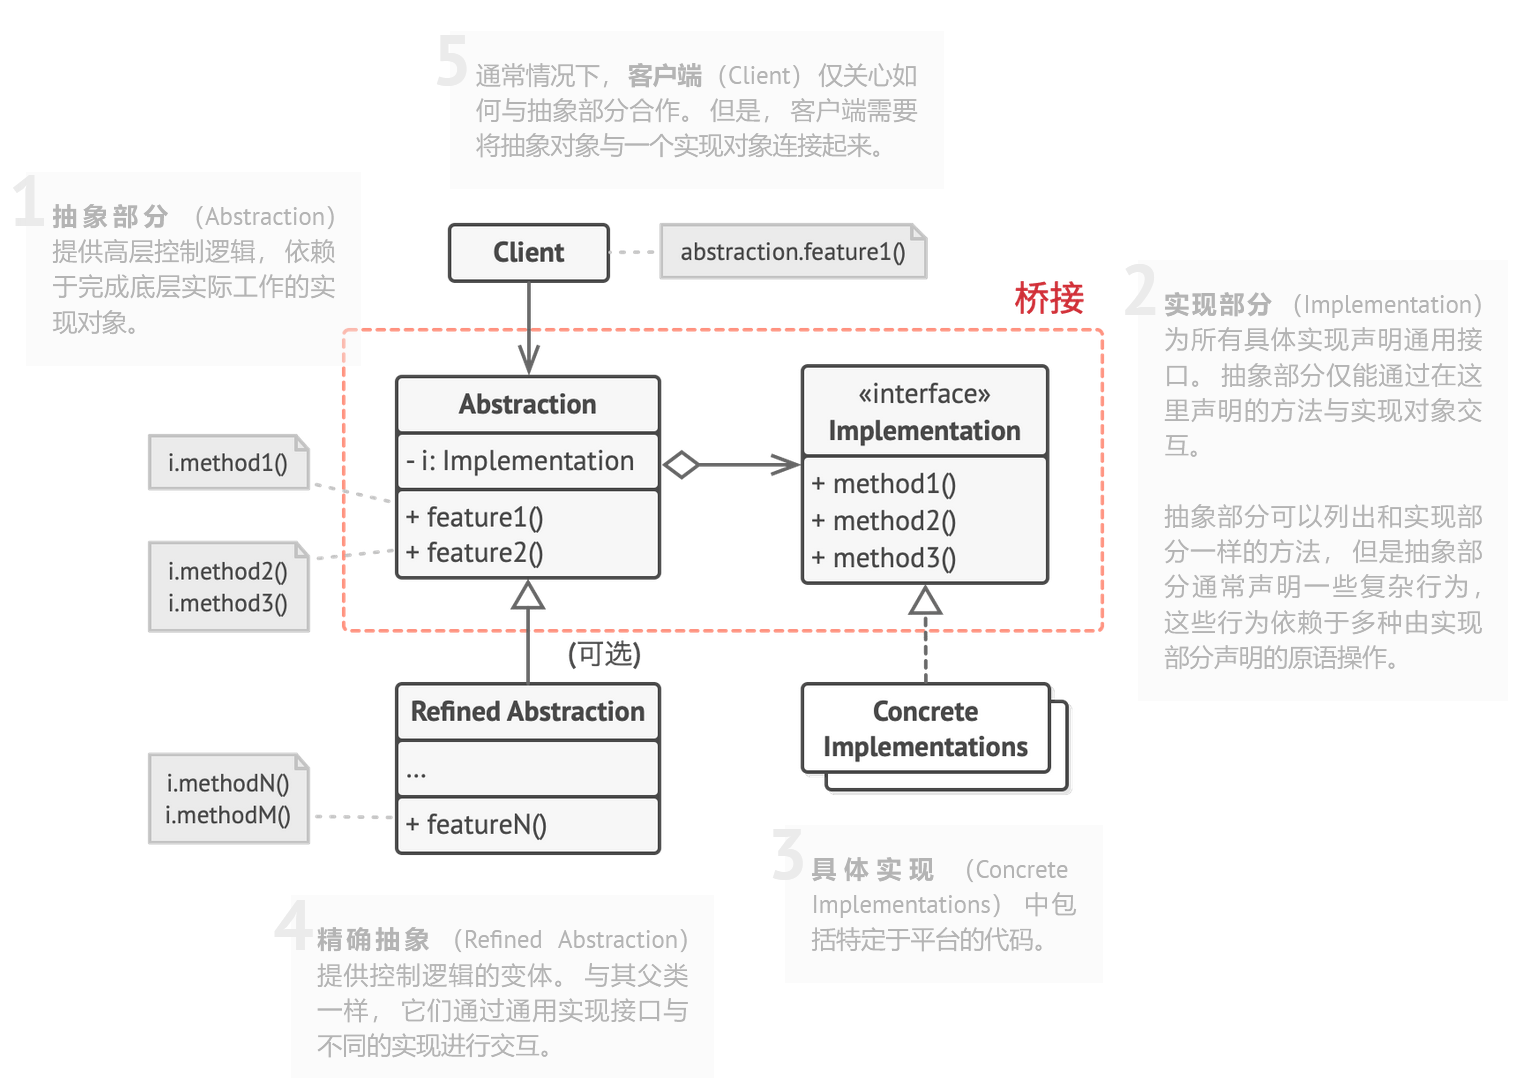 5
通常情况下， 客户端 （Client） 仅关心如
何与抽象部分合作。 但是， 客户端需要
将抽象对象与一个实现对象连接起来。
1
抽象部分 （Abstraction）
提供高层控制逻辑， 依赖
于完成底层实际工作的实
现对象。
Client
abstraction.feature1()
桥接
2
实现部分 （Implementation）
为所有具体实现声明通用接
口。 抽象部分仅能通过在这
里声明的方法与实现对象交
互。
抽象部分可以列出和实现部
分一样的方法， 但是抽象部
分通常声明一些复杂行为，
这些行为依赖于多种由实现
部分声明的原语操作。
Abstraction
- i: Implementation
+ feature1()
+ feature2()
«interface»
Implementation
+ method1()
+ method2()
+ method3()
i.method1()
i.method2()
i.method3()
(可选)
Refined Abstraction
...
+ featureN()
Concrete
Implementations
i.methodN()
i.methodM()
3
具体实现 （Concrete
Implementations） 中包
括特定于平台的代码。
4
精确抽象 （Refined Abstraction）
提供控制逻辑的变体。 与其父类
一样， 它们通过通用实现接口与
不同的实现进行交互。